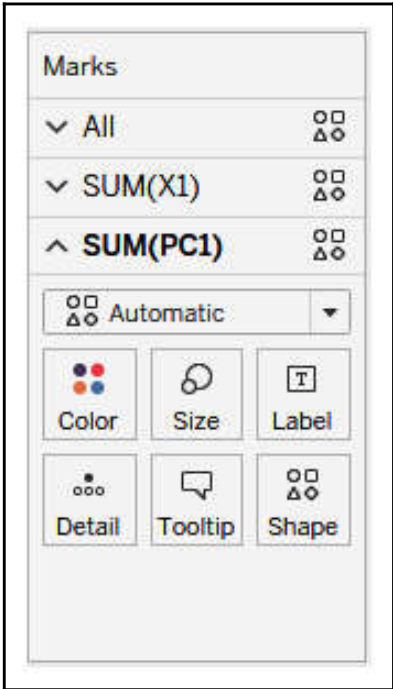 Marks
All
SUM(X1)
SUM(PC1)
Automatic
Color Size Label
Detail Tooltip Shape